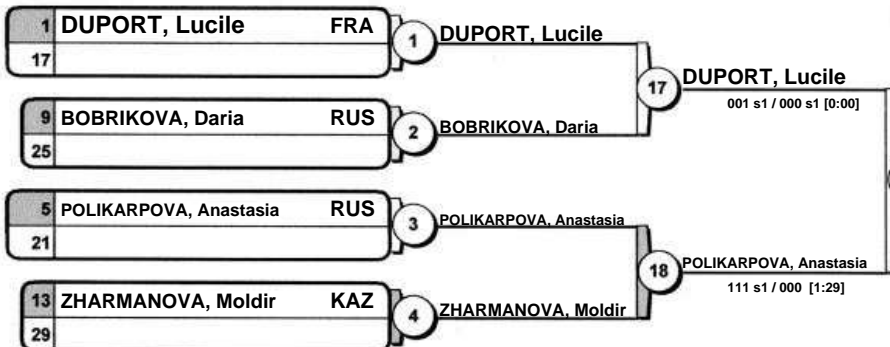 1 DUPORT, Lucile FRA
17
1
DUPORT, Lucile
9 BOBRIKOVA, Daria RUS
25
2
BOBRIKOVA, Daria
17
DUPORT, Lucile
001 s1 / 000 s1 [0:00]
5 POLIKARPOVA, Anastasia RUS
21
3
POLIKARPOVA, Anastasia
13 ZHARMANOVA, Moldir KAZ
29
4
ZHARMANOVA, Moldir
18
POLIKARPOVA, Anastasia
111 s1 / 000 [1:29]